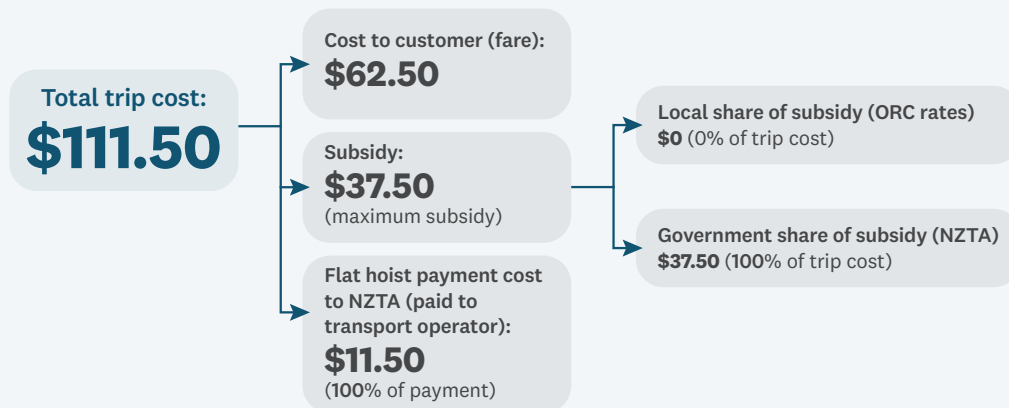 Total trip cost:
$111.50
Cost to customer (fare):
$62.50
Subsidy:
$37.50
(maximum subsidy)
Flat hoist payment cost
to NZTA (paid to
transport operator):
$11.50
(100% of payment)
Local share of subsidy (ORC rates)
$0 (0% of trip cost)
Government share of subsidy (NZTA)
$37.50 (100% of trip cost)